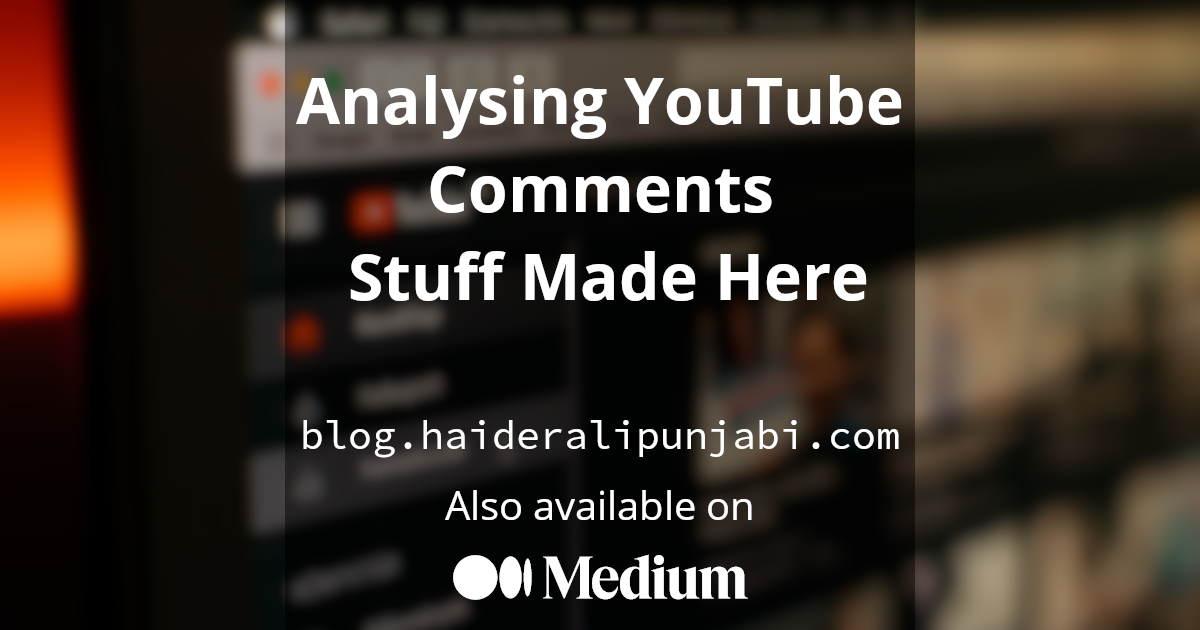 Analysing YouTube
Comments
Stuff Made Here
blog.haideralipunjabi.com
Also available on
Medium